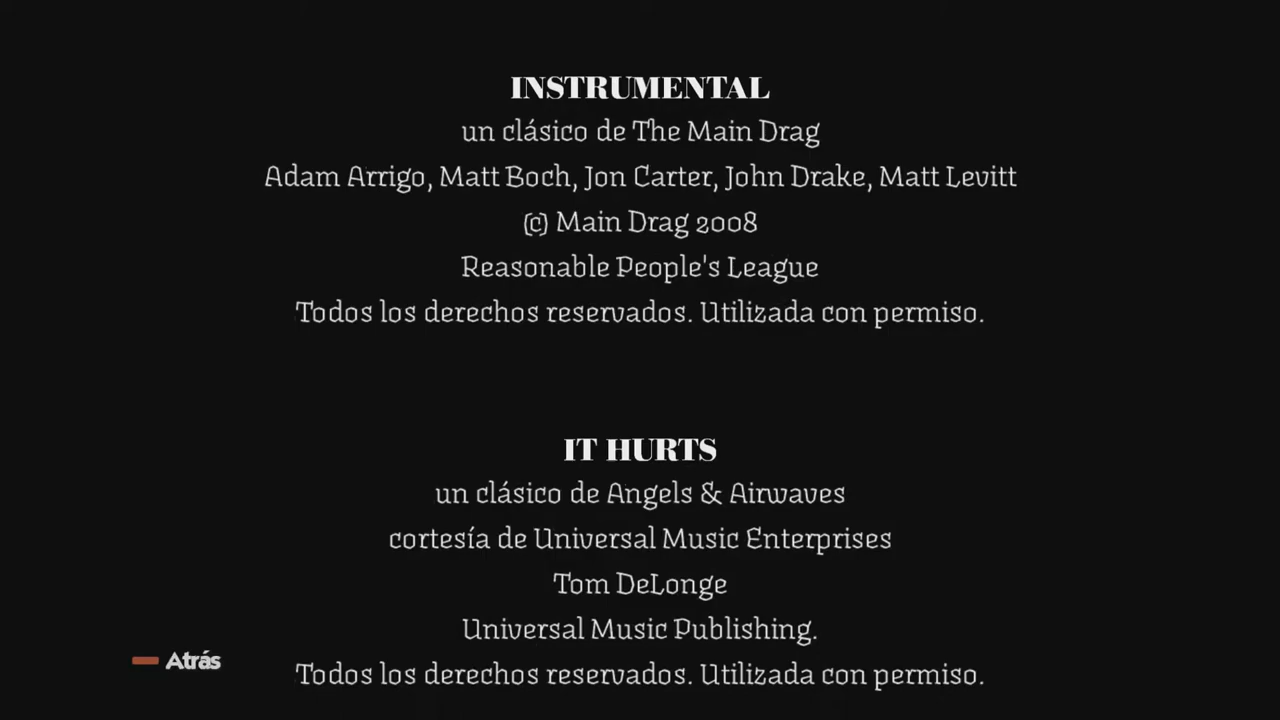 INSTRUMENTAL
un clásico de The Main Drag
Adam Arrigo, Matt Boch, Jon Carter, John Drake, Matt Levitt
(c) Main Drag 2008
Reasonable People's League
Todos los derechos reservados. Utilizada con permiso.
IT HURTS
un clásico de Angels & Airwaves
cortesía de Universal Music Enterprises
Tom DeLonge
Universal Music Publishing.
Atrás
Todos los derechos reservados. Utilizada con permiso.